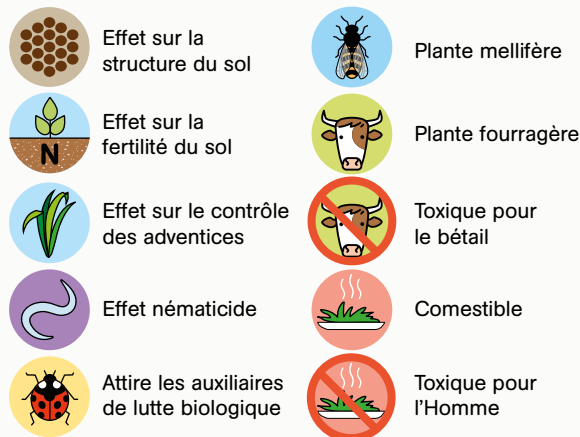 Effet sur la
structure du sol
N
Effet sur la
fertilité du sol
Effet sur le contrôle
des adventices
Effet nématicide
Attire les auxiliaires
de lutte biologique
Plante mellifère
Plante fourragère
Toxique pour
le bétail
Comestible
Toxique pour
l'Homme